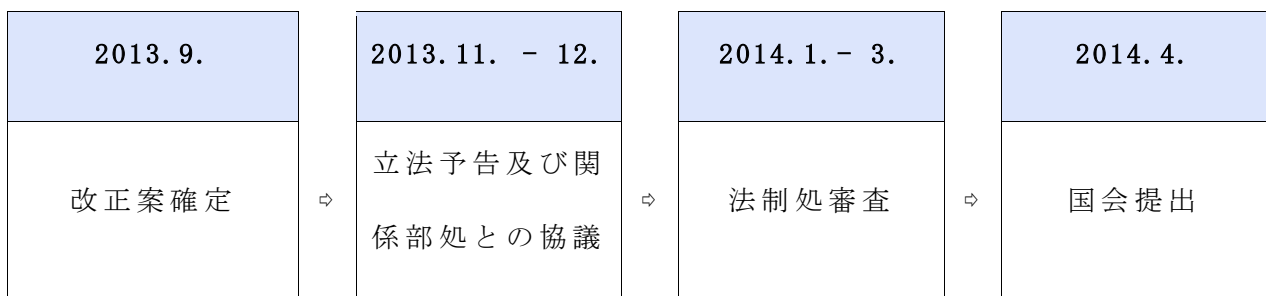 2013.9.
2013.11. - 12.
2014.1.- 3.
2014.4.
改正案確定
⇨
立法予告及び関
係部処との協議
⇨
法制処審査
⇨
国会提出